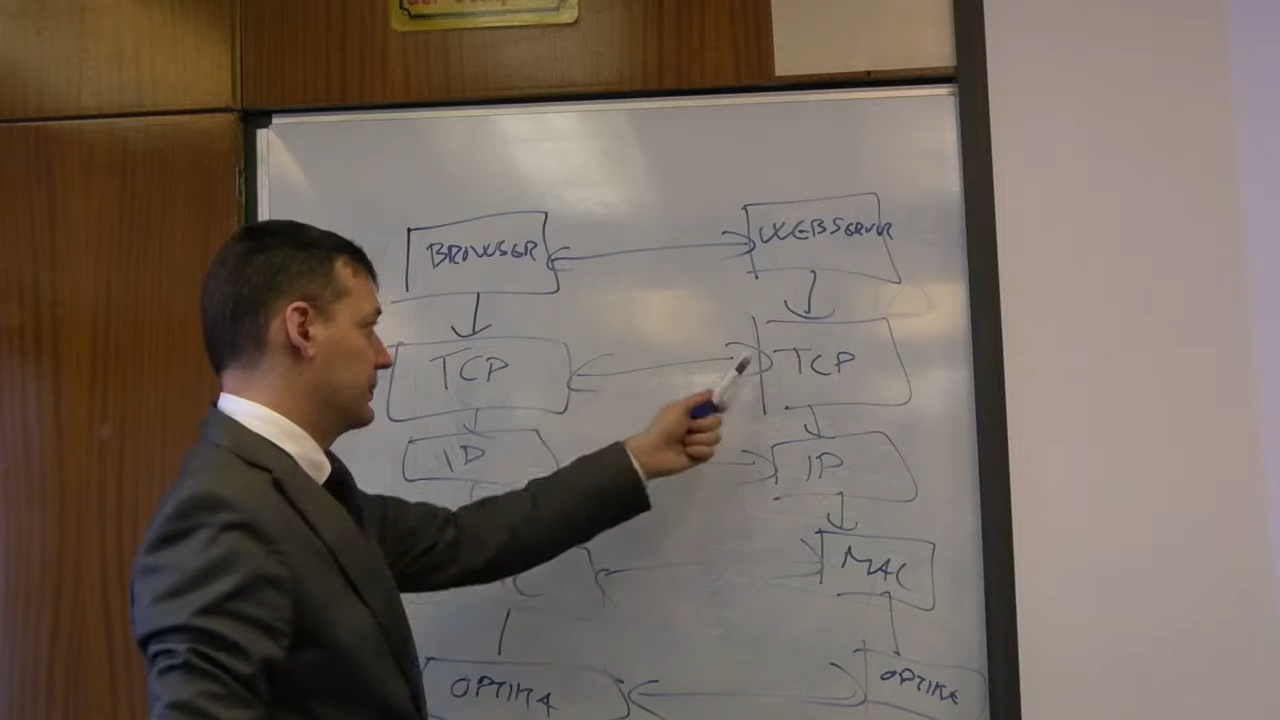 BROWSER
WEBSERVER
TCP
TCP
IP
IP
MAC
OPTIKA
OPTIKA